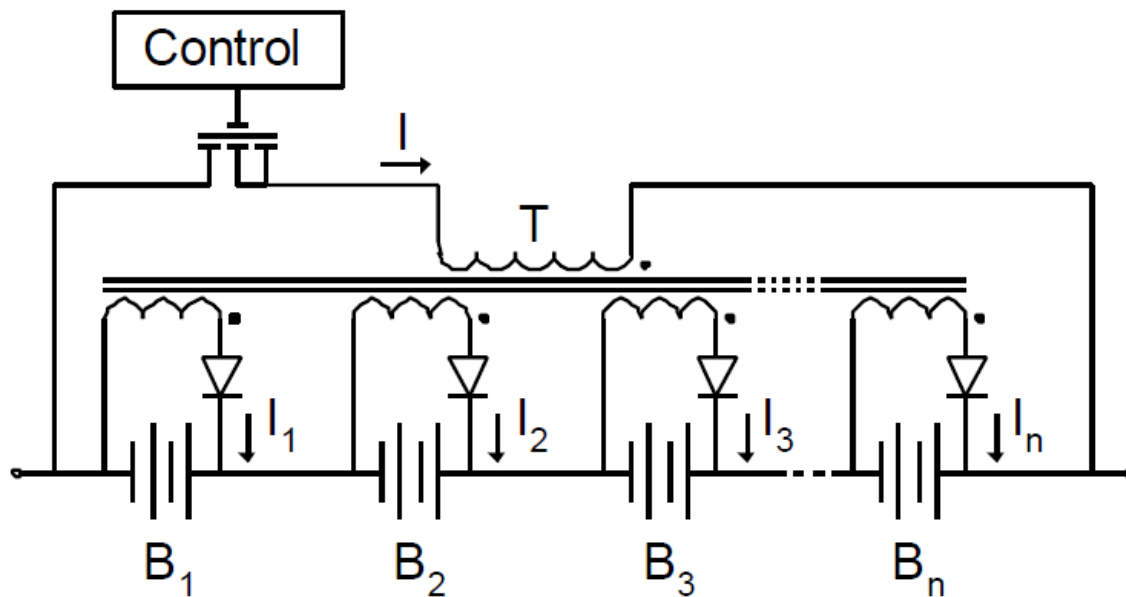 Control
I
T
I₁ I₂ I₃ Iₙ
B₁ B₂ B₃ Bₙ